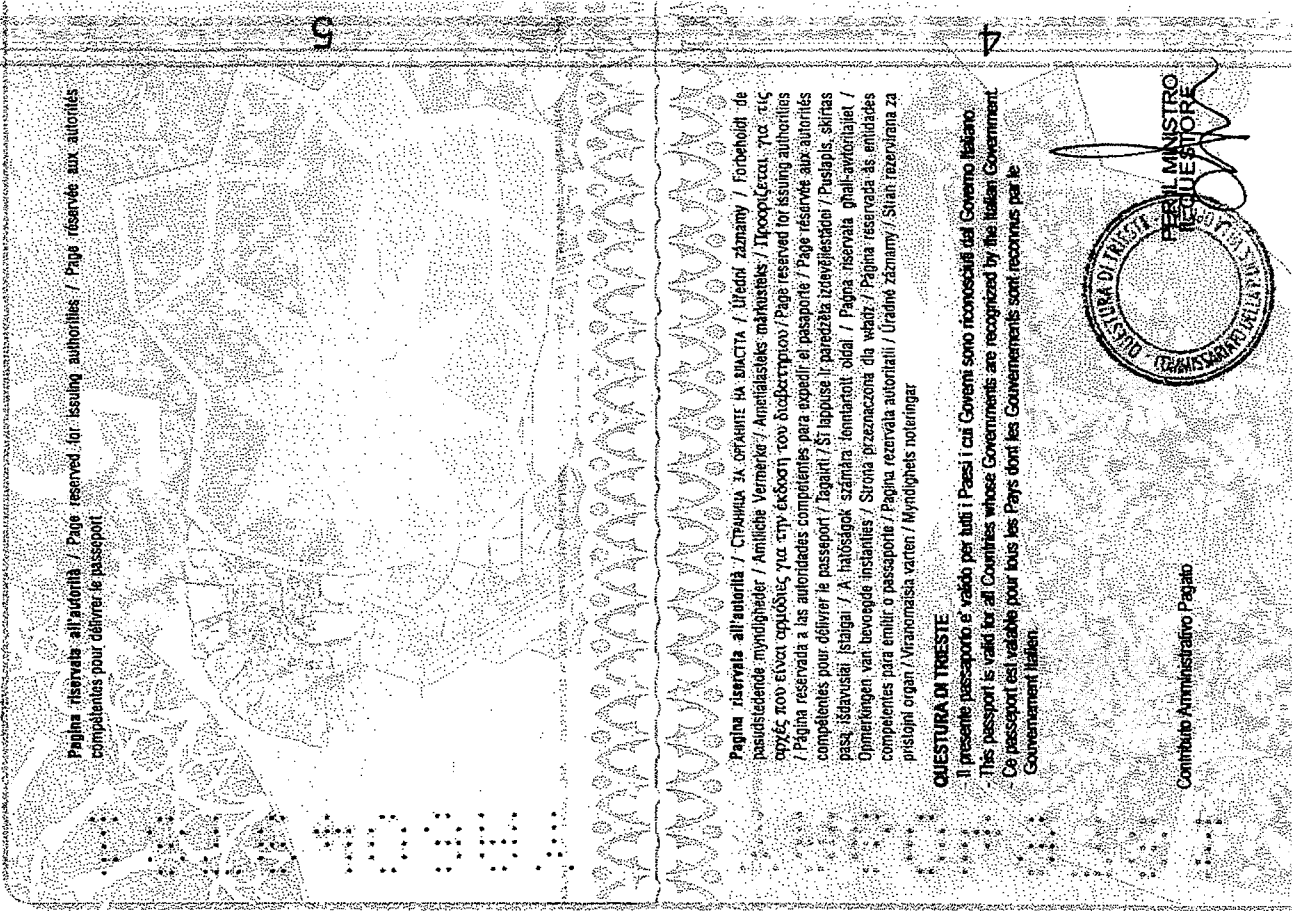 4
Pagina riservata all'autorità / СТРАНИЦА ЗА ОРГАНИТЕ НА ВЛАСТТА / Úřední záznamy / Forbeholdt de
pasudstedende myndigheder / Amtliche Vermerke / Ametialasteks märkusteks / Προορίζεται για τις
αρχές που είναι αρμόδιες για την έκδοση του διαβατηρίου / Page reserved for issuing authorities
/ Página reservada a las autoridades competentes para expedir el pasaporte / Page réservée aux autorités
compétentes pour délivrer le passeport / Tagairtí / Šī lappuse ir paredzēta izdevējiestādei / Puslapis, skirtas
pasą išdavusiai įstaigai / A hatóságok számára fenntartott oldal / Paġna riservata għall-awtoritajiet /
Opmerkingen van bevoegde instanties / Strona przeznaczona dla władz / Página reservada às entidades
competentes para emitir o passaporte / Pagina rezervata autoritatii / Úradné záznamy / Stran rezervirana za
pristojni organ / Viranomaisia varten / Myndighets noteringar
QUESTURA DI TRIESTE
- Il presente passaporto e' valido per tutti i Paesi i cui Governi sono riconosciuti dal Governo Italiano.
- This passport is valid for all Countries whose Governments are recognized by the Italian Government.
- Ce passeport est valable pour tous les Pays dont les Gouvernements sont reconnus par le
Gouvernement Italien.
PER IL MINISTRO
IL QUESTORE
QUESTURA DI TRIESTE
COMMISSARIATO DELLA
Contributo Amministrativo Pagato
5
Pagina riservata all'autorità / Page reserved for issuing authorities / Page réservée aux autorités
compétentes pour délivrer le passeport